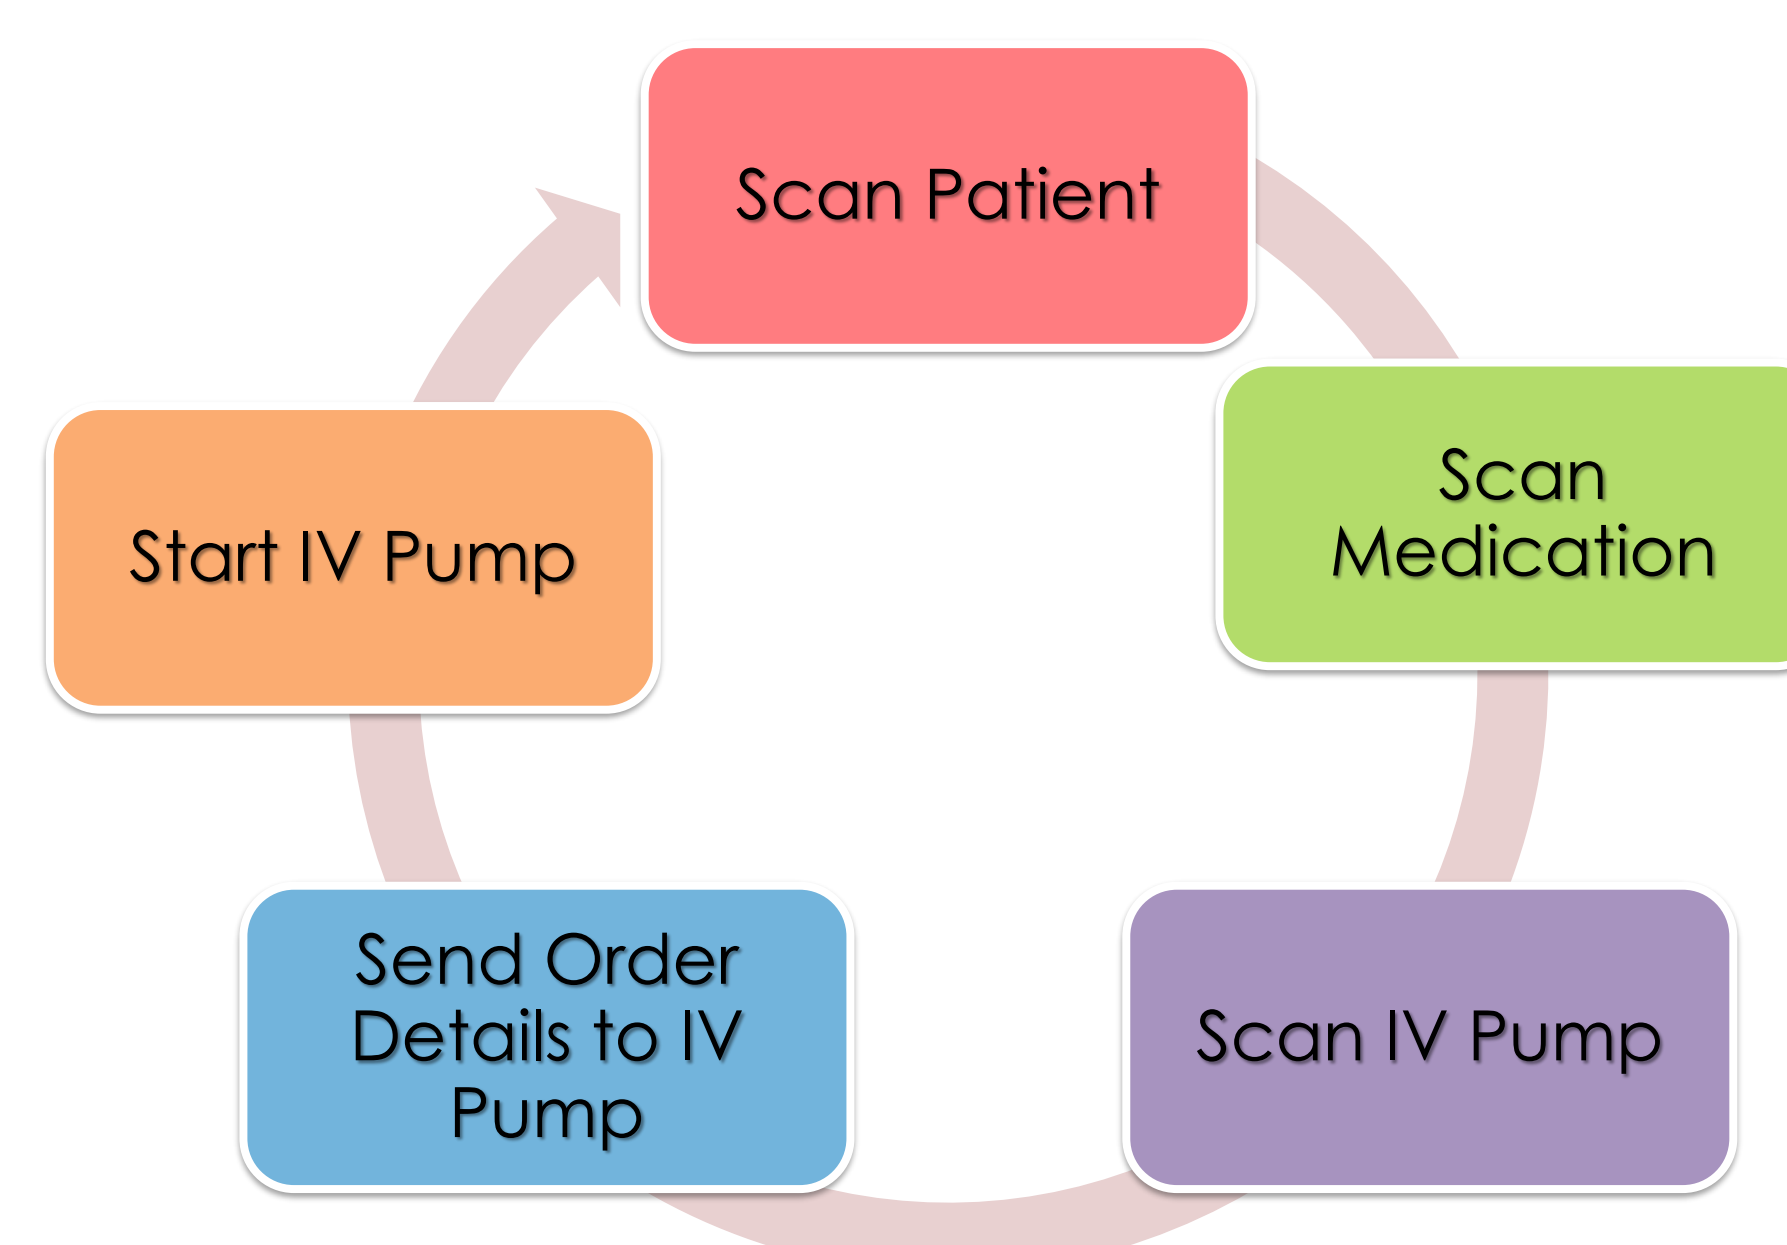 Scan Patient
Scan
Medication
Scan IV Pump
Send Order
Details to IV
Pump
Start IV Pump